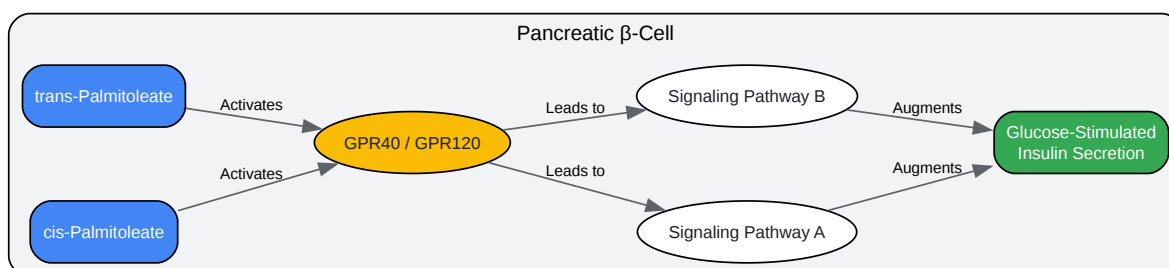 Pancreatic β-Cell
trans-Palmitoleate
Activates
GPR40 / GPR120
Leads to
Signaling Pathway B
Augments
Glucose-Stimulated
Insulin Secretion
cis-Palmitoleate
Activates
Leads to
Signaling Pathway A
Augments